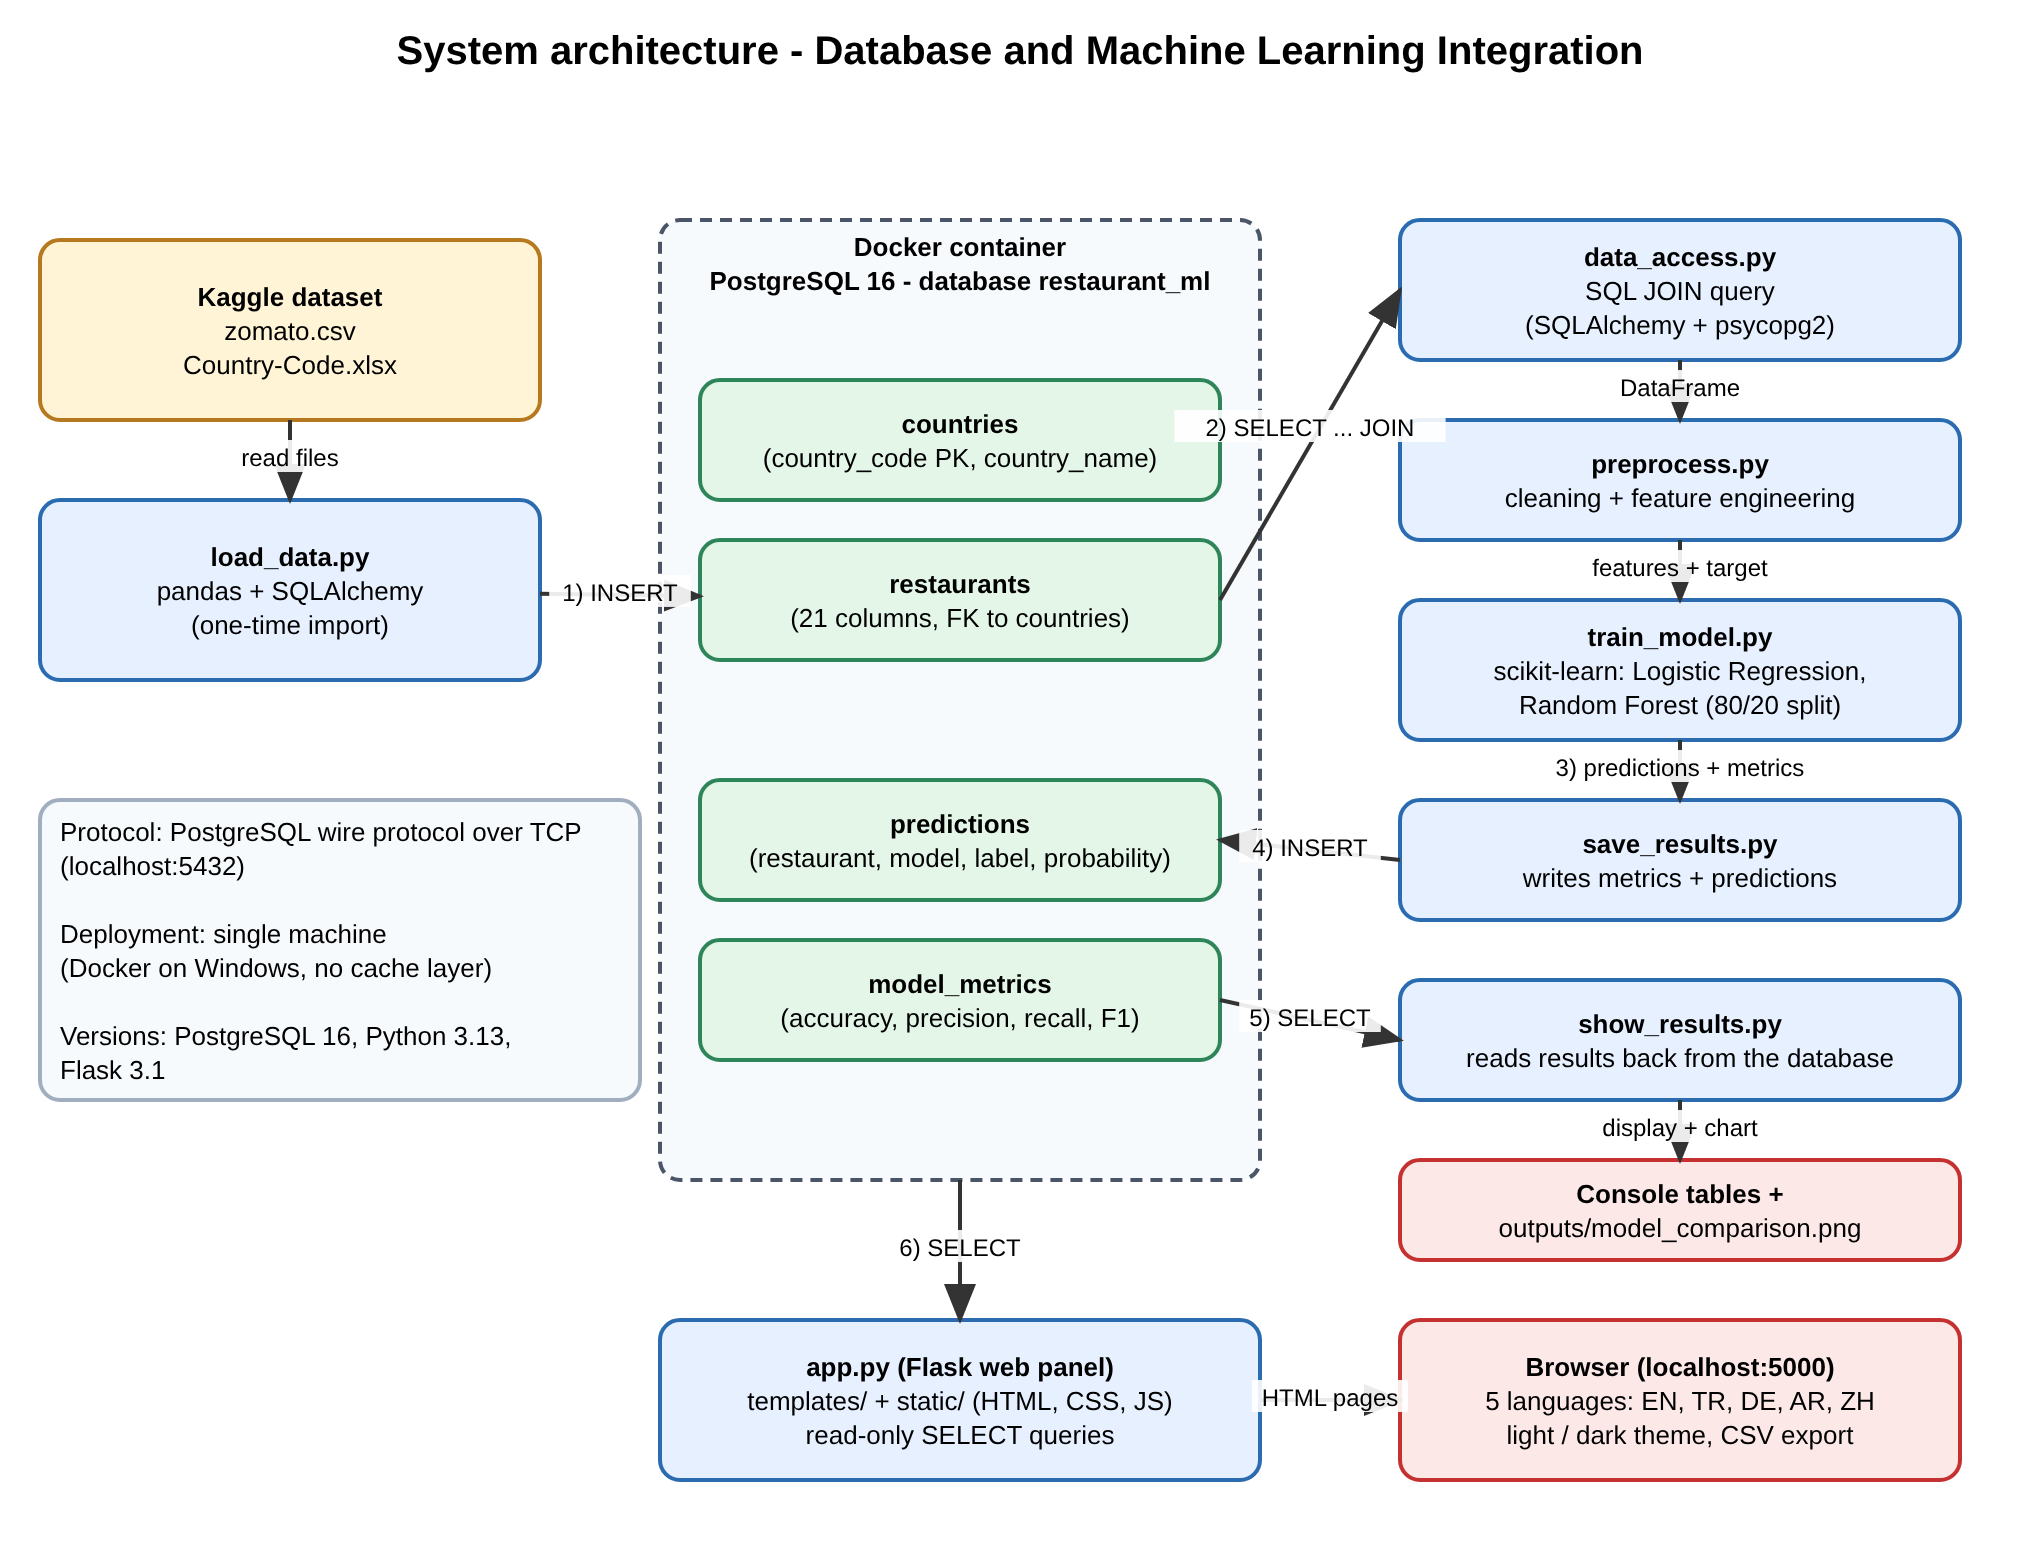 System architecture - Database and Machine Learning Integration
Kaggle dataset
zomato.csv
Country-Code.xlsx
read files
load_data.py
pandas + SQLAlchemy
(one-time import)
1) INSERT
Protocol: PostgreSQL wire protocol over TCP
(localhost:5432)
Deployment: single machine
(Docker on Windows, no cache layer)
Versions: PostgreSQL 16, Python 3.13,
Flask 3.1
Docker container
PostgreSQL 16 - database restaurant_ml
countries
(country_code PK, country_name)
restaurants
(21 columns, FK to countries)
predictions
(restaurant, model, label, probability)
model_metrics
(accuracy, precision, recall, F1)
2) SELECT ... JOIN
data_access.py
SQL JOIN query
(SQLAlchemy + psycopg2)
DataFrame
preprocess.py
cleaning + feature engineering
features + target
train_model.py
scikit-learn: Logistic Regression,
Random Forest (80/20 split)
3) predictions + metrics
save_results.py
writes metrics + predictions
4) INSERT
5) SELECT
show_results.py
reads results back from the database
display + chart
Console tables +
outputs/model_comparison.png
6) SELECT
app.py (Flask web panel)
templates/ + static/ (HTML, CSS, JS)
read-only SELECT queries
HTML pages
Browser (localhost:5000)
5 languages: EN, TR, DE, AR, ZH
light / dark theme, CSV export